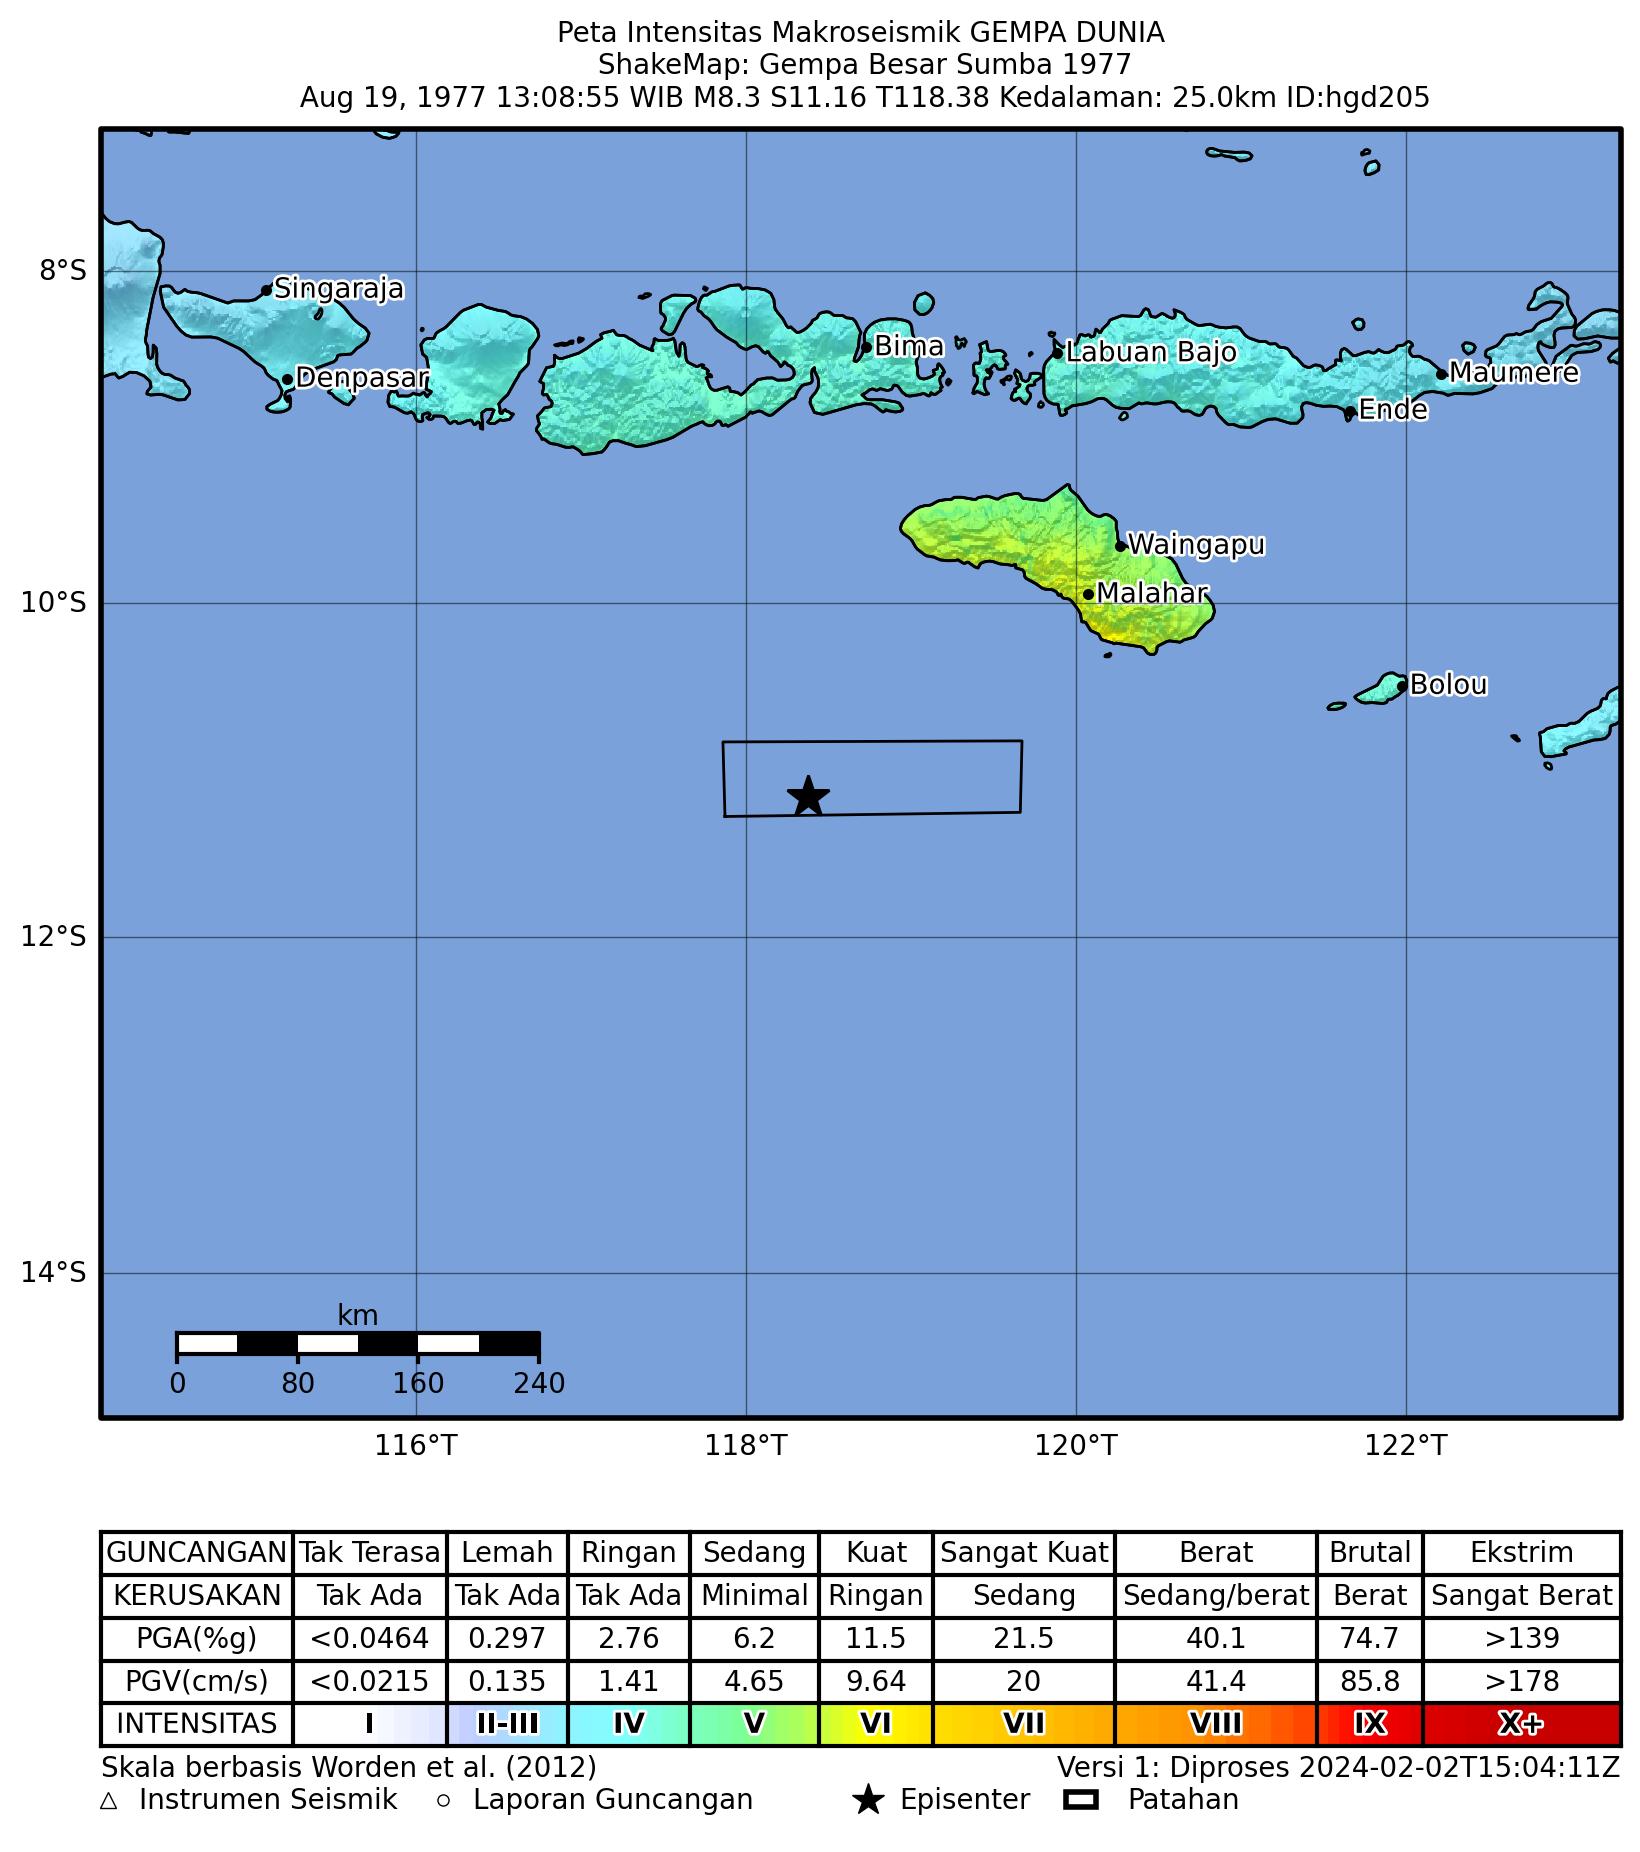 Peta Intensitas Makroseismik GEMPA DUNIA
ShakeMap: Gempa Besar Sumba 1977
Aug 19, 1977 13:08:55 WIB M8.3 S11.16 T118.38 Kedalaman: 25.0km ID:hgd205
8°S
Singaraja
Bima
Labuan Bajo
Denpasar
Maumere
Ende
Waingapu
Malahar
10°S
Bolou
12°S
14°S
km
0 80 160 240
116°T 118°T 120°T 122°T
GUNCANGAN Tak Terasa Lemah Ringan Sedang Kuat Sangat Kuat Berat Brutal Ekstrim
KERUSAKAN Tak Ada Tak Ada Tak Ada Minimal Ringan Sedang Sedang/berat Berat Sangat Berat
PGA(%g) <0.0464 0.297 2.76 6.2 11.5 21.5 40.1 74.7 >139
PGV(cm/s) <0.0215 0.135 1.41 4.65 9.64 20 41.4 85.8 >178
INTENSITAS I II-III IV V VI VII VIII IX X+
Skala berbasis Worden et al. (2012) Versi 1: Diproses 2024-02-02T15:04:11Z
Instrumen Seismik Laporan Guncangan Episenter Patahan